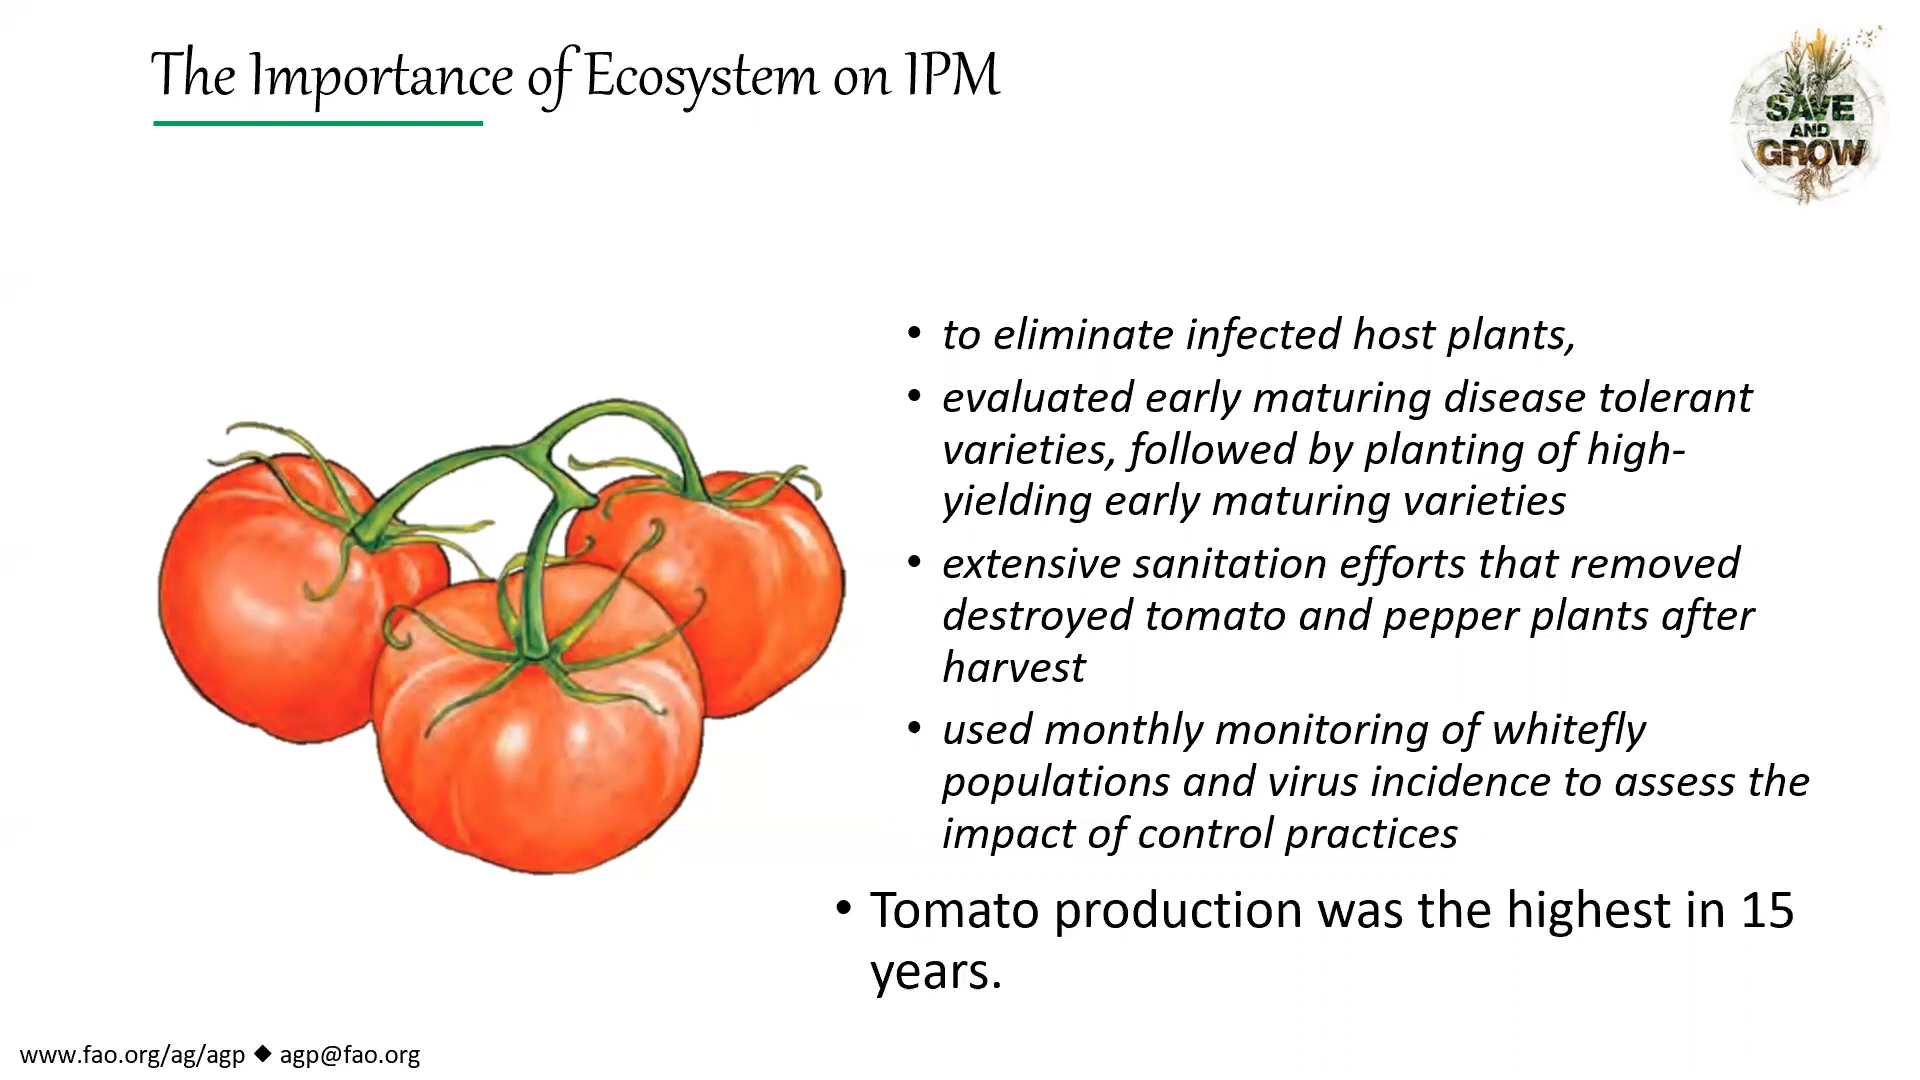 The Importance of Ecosystem on IPM
SAVE
AND
GROW
• to eliminate infected host plants,
• evaluated early maturing disease tolerant
varieties, followed by planting of high-
yielding early maturing varieties
• extensive sanitation efforts that removed
destroyed tomato and pepper plants after
harvest
• used monthly monitoring of whitefly
populations and virus incidence to assess the
impact of control practices
• Tomato production was the highest in 15
years.
www.fao.org/ag/agp ◆ agp@fao.org